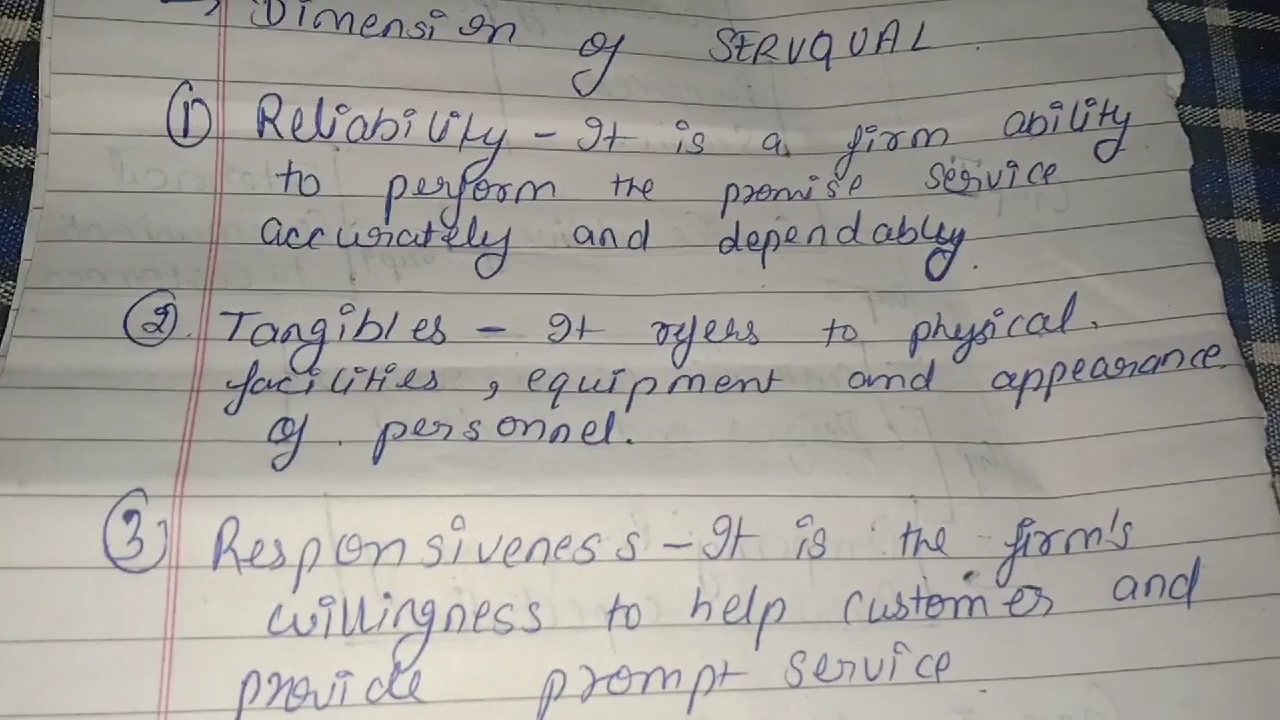 → Dimension of SERVQUAL
① Reliability - It is a firm ability
to perform the promise service
accurately and dependably.
② Tangibles - It refers to physical
facilities, equipment and appearance
of personnel.
③ Responsiveness - It is the firm's
willingness to help customer and
provide prompt service